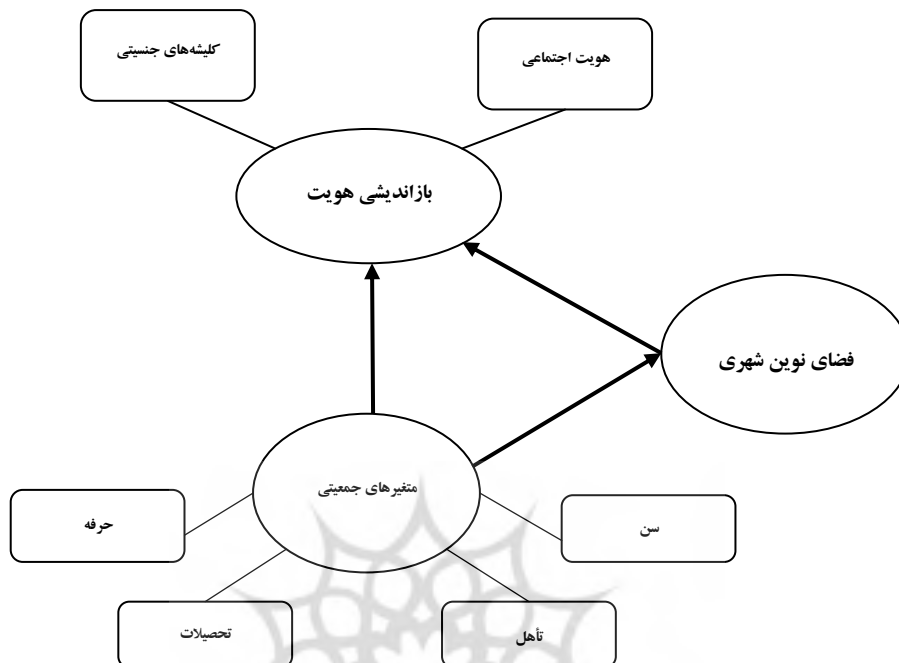 کلیشه‌های جنسیتی
هویت اجتماعی
بازاندیشی هویت
فضای نوین شهری
متغیرهای جمعیتی
حرفه
سن
تحصیلات
تأهل